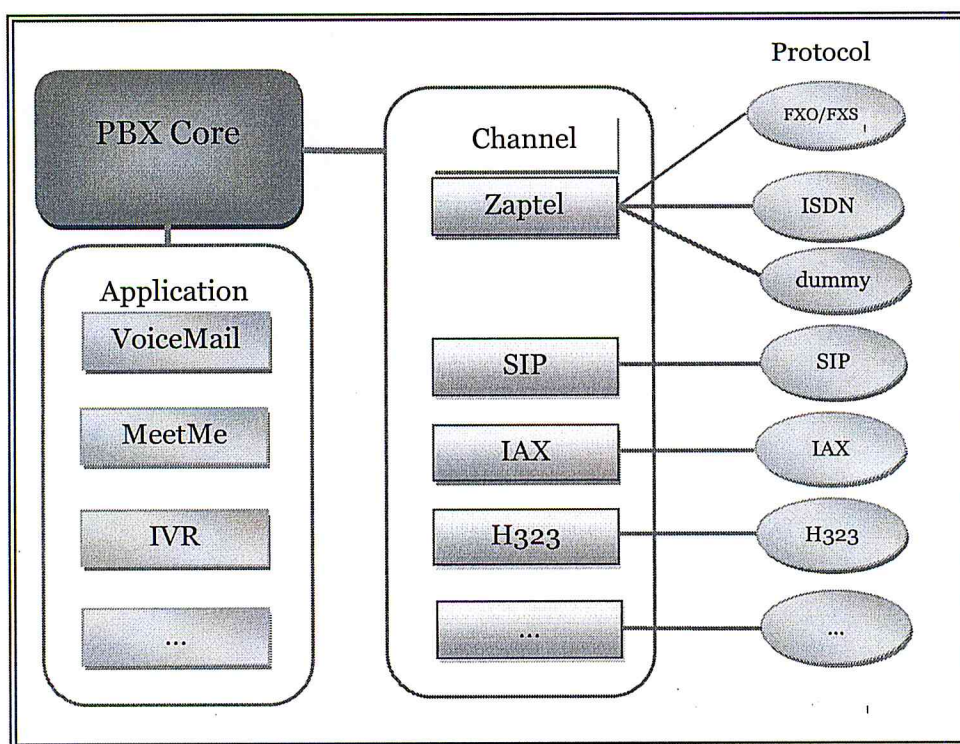 PBX Core
Application
VoiceMail
MeetMe
IVR
...
Channel
Zaptel
SIP
IAX
H323
...
Protocol
FXO/FXS
ISDN
dummy
SIP
IAX
H323
...